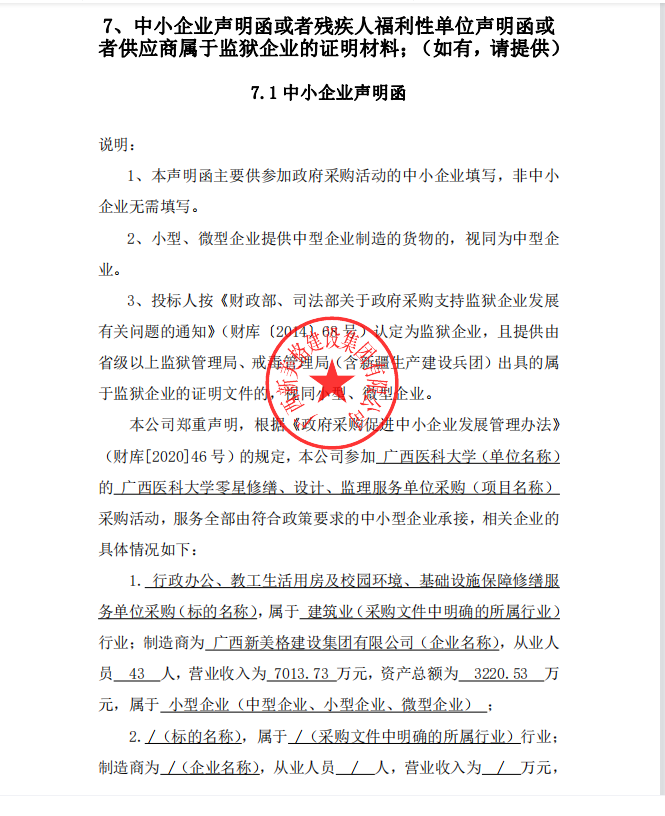 7、中小企业声明函或者残疾人福利性单位声明函或
者供应商属于监狱企业的证明材料；（如有，请提供）
7.1 中小企业声明函
说明：
1、本声明函主要供参加政府采购活动的中小企业填写，非中小
企业无需填写。
2、小型、微型企业提供中型企业制造的货物的，视同为中型企
业。
3、投标人按《财政部、司法部关于政府采购支持监狱企业发展
有关问题的通知》（财库〔2014〕68 号）认定为监狱企业，且提供由
省级以上监狱管理局、戒毒管理局（含新疆生产建设兵团）出具的属
于监狱企业的证明文件的，视同小型、微型企业。
广西新美格建设集团有限公司
本公司郑重声明，根据《政府采购促进中小企业发展管理办法》
（财库[2020]46 号）的规定，本公司参加 广西医科大学（单位名称）
的 广西医科大学零星修缮、设计、监理服务单位采购（项目名称）
采购活动，服务全部由符合政策要求的中小型企业承接，相关企业的
具体情况如下：
1. 行政办公、教工生活用房及校园环境、基础设施保障修缮服
务单位采购（标的名称），属于 建筑业（采购文件中明确的所属行业）
行业；制造商为 广西新美格建设集团有限公司（企业名称），从业人
员 43 人，营业收入为 7013.73 万元，资产总额为 3220.53 万
元，属于 小型企业（中型企业、小型企业、微型企业） ；
2. /（标的名称），属于 /（采购文件中明确的所属行业）行业；
制造商为 /（企业名称），从业人员 / 人，营业收入为 / 万元，